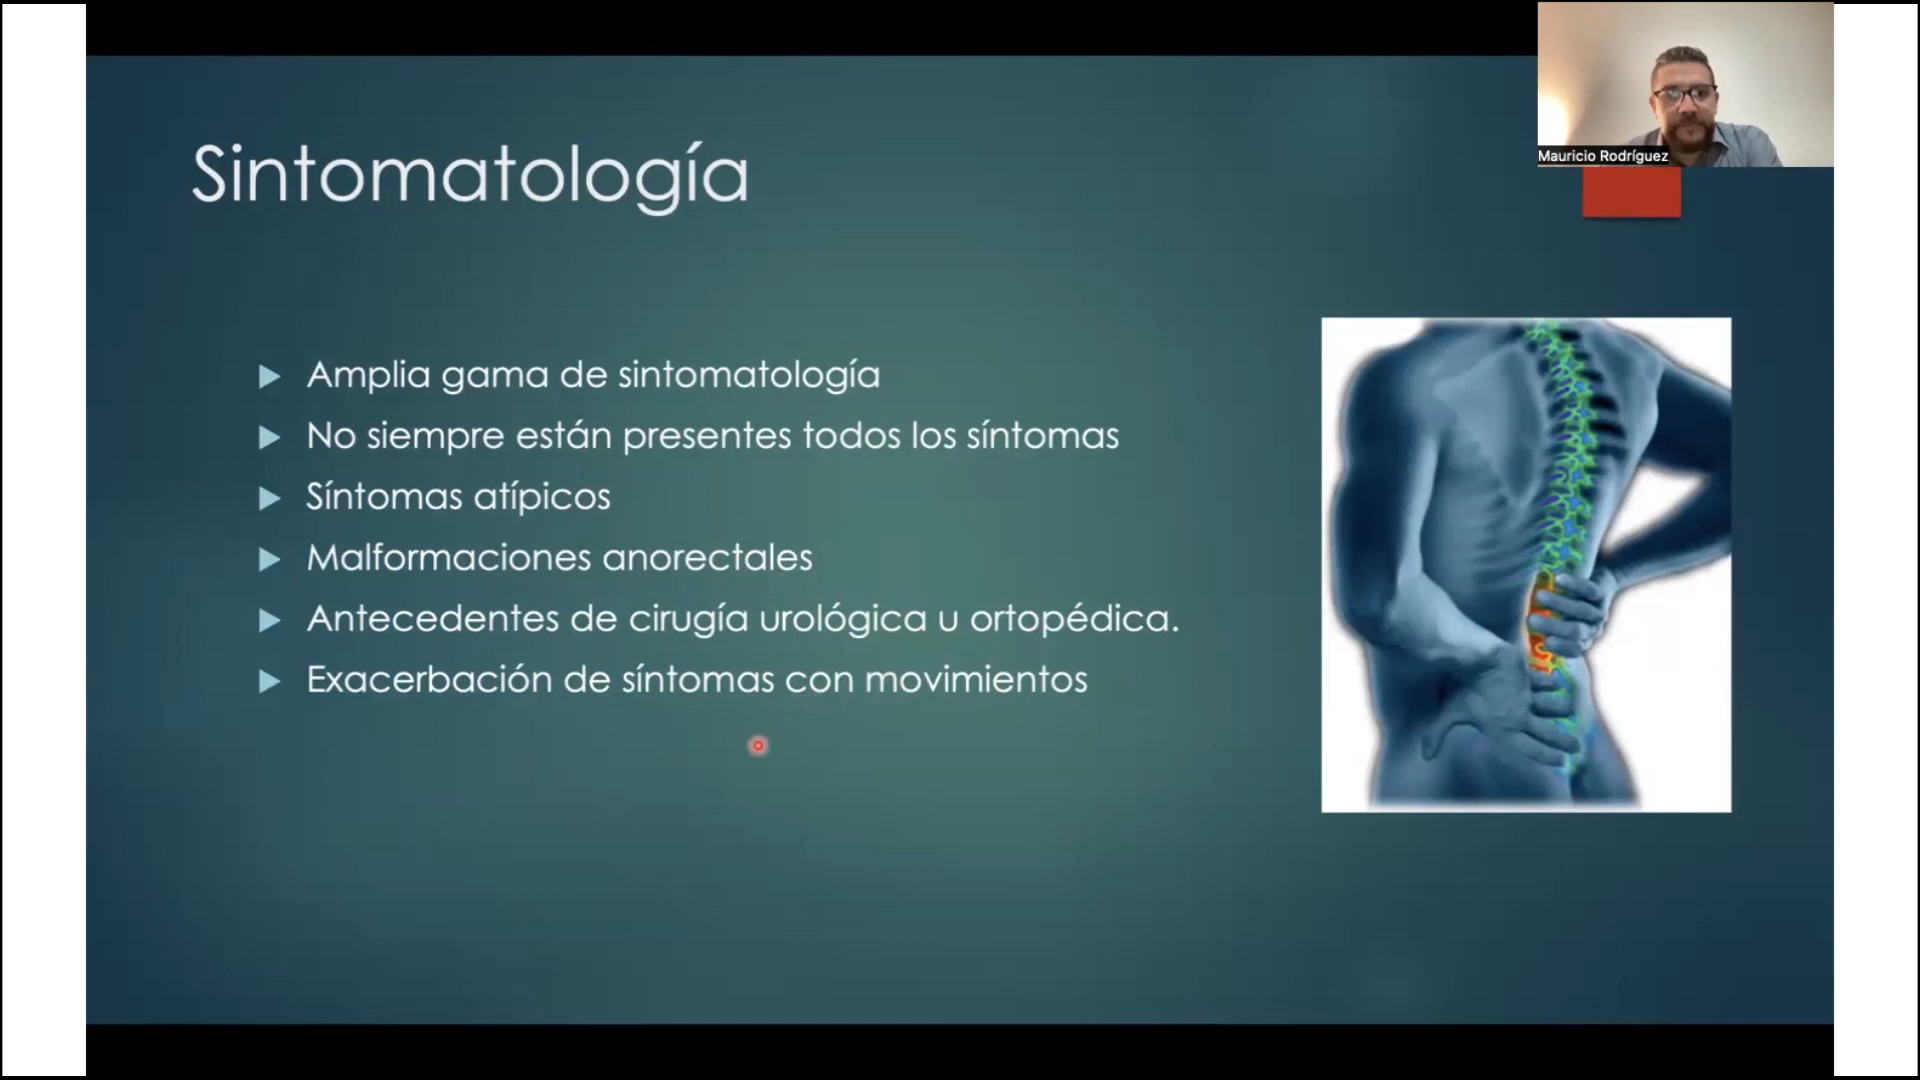 Mauricio Rodríguez
Sintomatología
Amplia gama de sintomatología
No siempre están presentes todos los síntomas
Síntomas atípicos
Malformaciones anorectales
Antecedentes de cirugía urológica u ortopédica.
Exacerbación de síntomas con movimientos